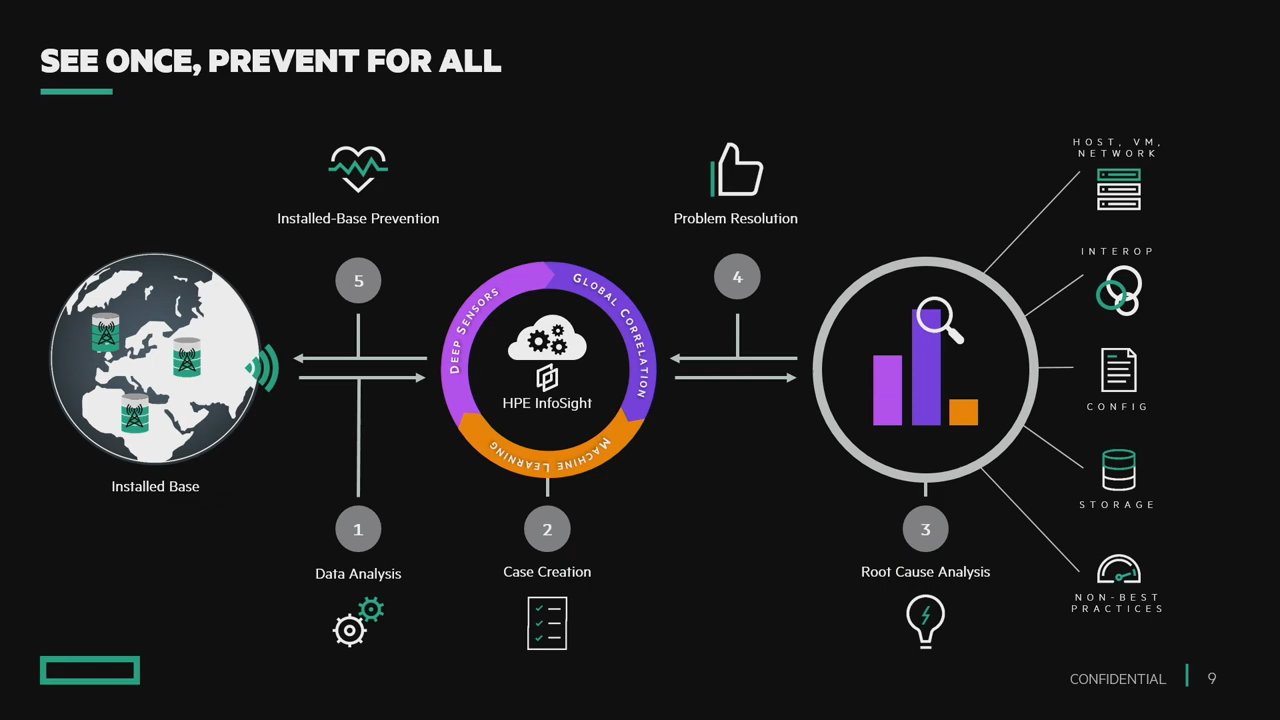 SEE ONCE, PREVENT FOR ALL
Installed-Base Prevention
Problem Resolution
5
4
HOST, VM,
NETWORK
INTEROP
CONFIG
STORAGE
NON-BEST
PRACTICES
DEEP SENSORS
GLOBAL CORRELATION
MACHINE LEARNING
HPE InfoSight
Installed Base
1
2
3
Data Analysis
Case Creation
Root Cause Analysis
CONFIDENTIAL
9